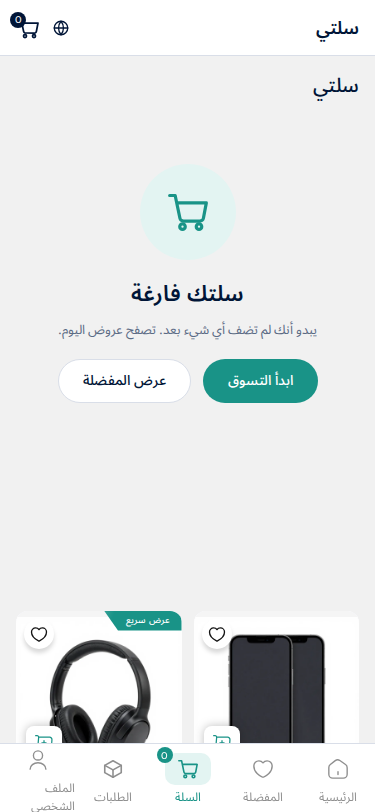 سلتي
0
سلتي
سلتك فارغة
يبدو أنك لم تضف أي شيء بعد. تصفح عروض اليوم.
ابدأ التسوق
عرض المفضلة
عرض سريع
الرئيسية
المفضلة
0
السلة
الطلبات
الملف
الشخصي